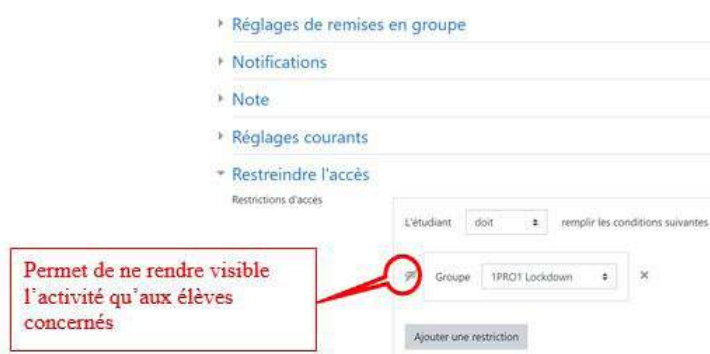 Réglages de remises en groupe
Notifications
Note
Réglages courants
Restreindre l'accès
Restrictions d'accès
L'étudiant doit remplir les conditions suivantes
Permet de ne rendre visible
l'activité qu'aux élèves
concernés
Groupe 1PRO1 Lockdown ×
Ajouter une restriction